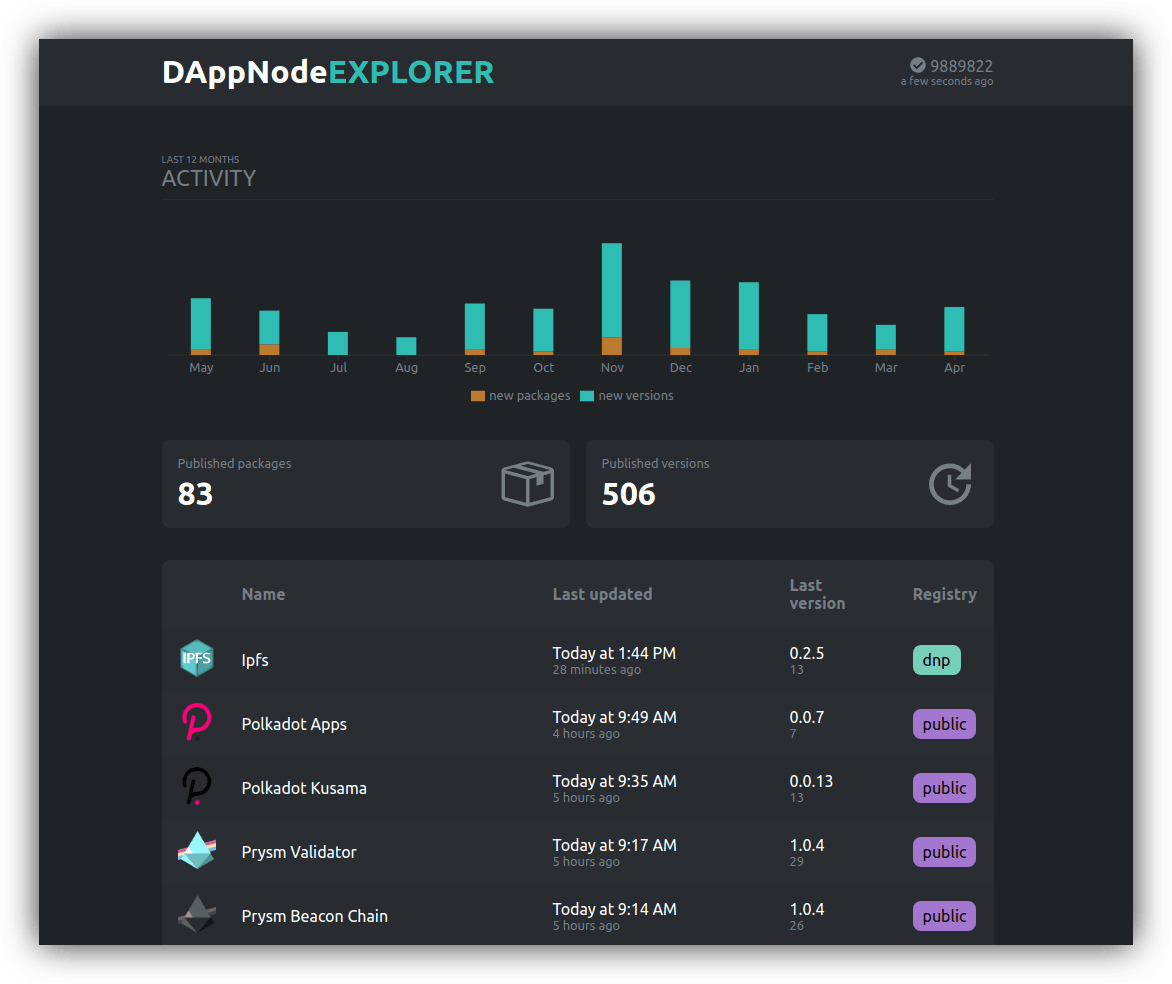 DAppNodeEXPLORER
9889822
a few seconds ago
LAST 12 MONTHS
ACTIVITY
May Jun Jul Aug Sep Oct Nov Dec Jan Feb Mar Apr
new packages new versions
Published packages
83
Published versions
506
Name Last updated Last version Registry
IPFS Ipfs Today at 1:44 PM 0.2.5 dnp
28 minutes ago 13
Polkadot Apps Today at 9:49 AM 0.0.7 public
4 hours ago 7
Polkadot Kusama Today at 9:35 AM 0.0.13 public
5 hours ago 13
Prysm Validator Today at 9:17 AM 1.0.4 public
5 hours ago 29
Prysm Beacon Chain Today at 9:14 AM 1.0.4 public
5 hours ago 26